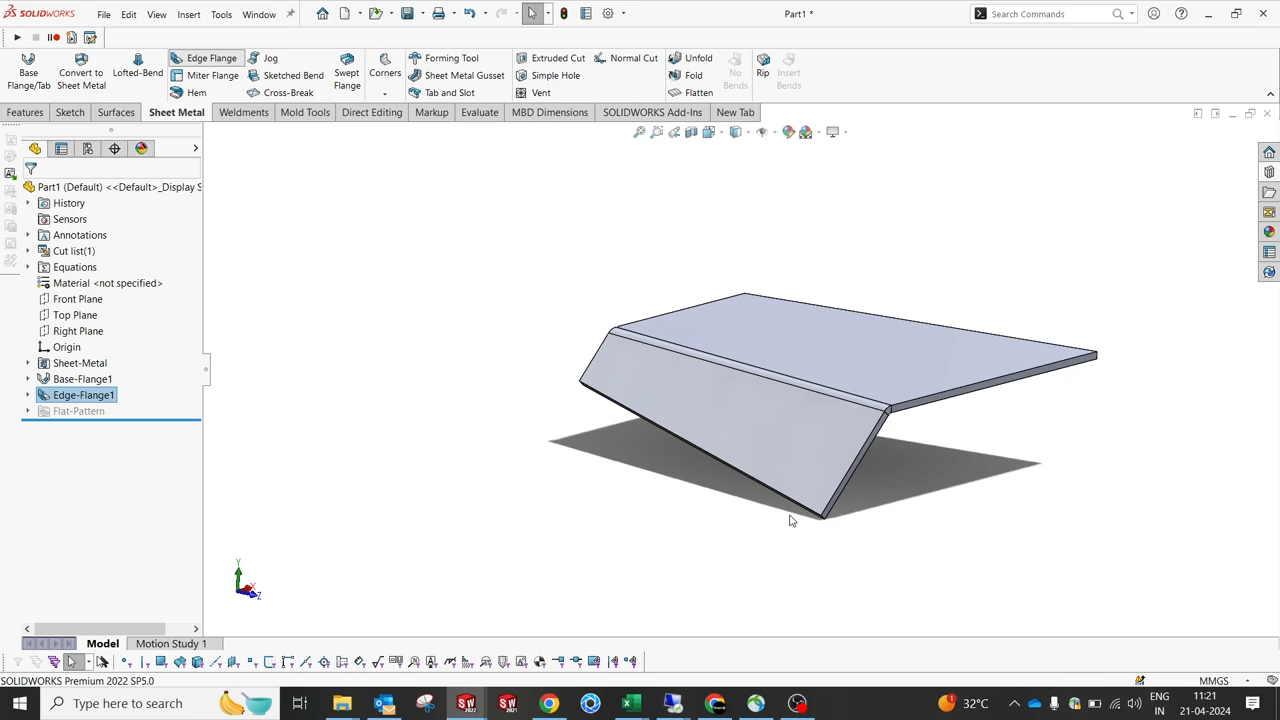 SOLIDWORKS File Edit View Insert Tools Window Part1 * Search Commands
Base Flange/Tab
Convert to Sheet Metal
Lofted-Bend
Edge Flange
Miter Flange
Hem
Jog
Sketched Bend
Cross-Break
Swept Flange
Corners
Forming Tool
Sheet Metal Gusset
Tab and Slot
Extruded Cut
Simple Hole
Vent
Normal Cut
Unfold
Fold
Flatten
No Bends
Rip
Insert Bends
Features Sketch Surfaces Sheet Metal Weldments Mold Tools Direct Editing Markup Evaluate MBD Dimensions SOLIDWORKS Add-Ins New Tab
Part1 (Default) <<Default>_Display S
History
Sensors
Annotations
Cut list(1)
Equations
Material <not specified>
Front Plane
Top Plane
Right Plane
Origin
Sheet-Metal
Base-Flange1
Edge-Flange1
Flat-Pattern
Y
X
Z
Model Motion Study 1
SOLIDWORKS Premium 2022 SP5.0 MMGS
Type here to search 32°C ENG 11:21
IN 21-04-2024